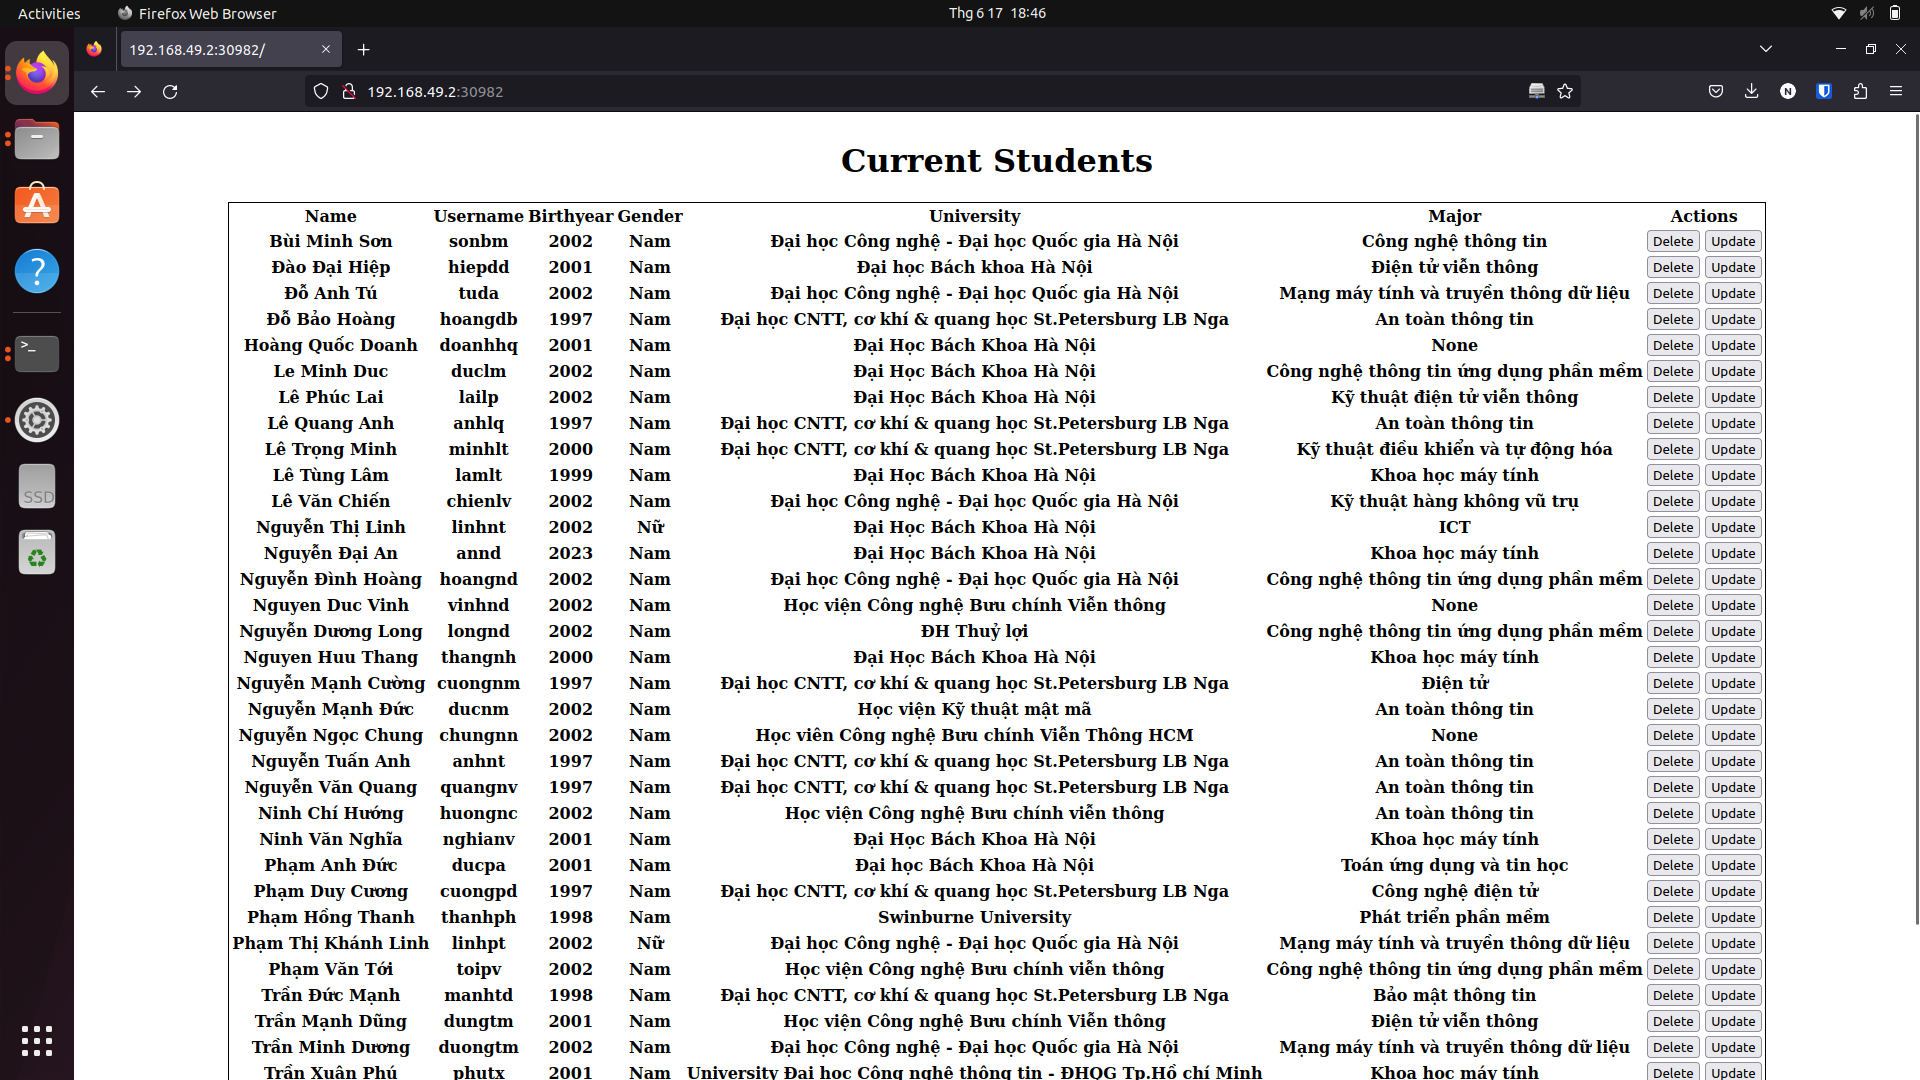 Activities Firefox Web Browser Thg 6 17 18:46
192.168.49.2:30982/
192.168.49.2:30982
N
SSD
Current Students
Name Username Birthyear Gender University Major Actions
Bùi Minh Sơn sonbm 2002 Nam Đại học Công nghệ - Đại học Quốc gia Hà Nội Công nghệ thông tin Delete Update
Đào Đại Hiệp hiepdd 2001 Nam Đại học Bách khoa Hà Nội Điện tử viễn thông Delete Update
Đỗ Anh Tú tuda 2002 Nam Đại học Công nghệ - Đại học Quốc gia Hà Nội Mạng máy tính và truyền thông dữ liệu Delete Update
Đỗ Bảo Hoàng hoangdb 1997 Nam Đại học CNTT, cơ khí & quang học St.Petersburg LB Nga An toàn thông tin Delete Update
Hoàng Quốc Doanh doanhhq 2001 Nam Đại Học Bách Khoa Hà Nội None Delete Update
Le Minh Duc duclm 2002 Nam Đại Học Bách Khoa Hà Nội Công nghệ thông tin ứng dụng phần mềm Delete Update
Lê Phúc Lai lailp 2002 Nam Đại Học Bách Khoa Hà Nội Kỹ thuật điện tử viễn thông Delete Update
Lê Quang Anh anhlq 1997 Nam Đại học CNTT, cơ khí & quang học St.Petersburg LB Nga An toàn thông tin Delete Update
Lê Trọng Minh minhlt 2000 Nam Đại học CNTT, cơ khí & quang học St.Petersburg LB Nga Kỹ thuật điều khiển và tự động hóa Delete Update
Lê Tùng Lâm lamlt 1999 Nam Đại Học Bách Khoa Hà Nội Khoa học máy tính Delete Update
Lê Văn Chiến chienlv 2002 Nam Đại học Công nghệ - Đại học Quốc gia Hà Nội Kỹ thuật hàng không vũ trụ Delete Update
Nguyễn Thị Linh linhnt 2002 Nữ Đại Học Bách Khoa Hà Nội ICT Delete Update
Nguyễn Đại An annd 2023 Nam Đại Học Bách Khoa Hà Nội Khoa học máy tính Delete Update
Nguyễn Đình Hoàng hoangnd 2002 Nam Đại học Công nghệ - Đại học Quốc gia Hà Nội Công nghệ thông tin ứng dụng phần mềm Delete Update
Nguyen Duc Vinh vinhnd 2002 Nam Học viện Công nghệ Bưu chính Viễn thông None Delete Update
Nguyễn Dương Long longnd 2002 Nam ĐH Thuỷ lợi Công nghệ thông tin ứng dụng phần mềm Delete Update
Nguyen Huu Thang thangnh 2000 Nam Đại Học Bách Khoa Hà Nội Khoa học máy tính Delete Update
Nguyễn Mạnh Cường cuongnm 1997 Nam Đại học CNTT, cơ khí & quang học St.Petersburg LB Nga Điện tử Delete Update
Nguyễn Mạnh Đức ducnm 2002 Nam Học viện Kỹ thuật mật mã An toàn thông tin Delete Update
Nguyễn Ngọc Chung chungnn 2002 Nam Học viên Công nghệ Bưu chính Viễn Thông HCM None Delete Update
Nguyễn Tuấn Anh anhnt 1997 Nam Đại học CNTT, cơ khí & quang học St.Petersburg LB Nga An toàn thông tin Delete Update
Nguyễn Văn Quang quangnv 1997 Nam Đại học CNTT, cơ khí & quang học St.Petersburg LB Nga An toàn thông tin Delete Update
Ninh Chí Hướng huongnc 2002 Nam Học viện Công nghệ Bưu chính viễn thông An toàn thông tin Delete Update
Ninh Văn Nghĩa nghianv 2001 Nam Đại Học Bách Khoa Hà Nội Khoa học máy tính Delete Update
Phạm Anh Đức ducpa 2001 Nam Đại học Bách Khoa Hà Nội Toán ứng dụng và tin học Delete Update
Phạm Duy Cương cuongpd 1997 Nam Đại học CNTT, cơ khí & quang học St.Petersburg LB Nga Công nghệ điện tử Delete Update
Phạm Hồng Thanh thanhph 1998 Nam Swinburne University Phát triển phần mềm Delete Update
Phạm Thị Khánh Linh linhpt 2002 Nữ Đại học Công nghệ - Đại học Quốc gia Hà Nội Mạng máy tính và truyền thông dữ liệu Delete Update
Phạm Văn Tới toipv 2002 Nam Học viện Công nghệ Bưu chính viễn thông Công nghệ thông tin ứng dụng phần mềm Delete Update
Trần Đức Mạnh manhtd 1998 Nam Đại học CNTT, cơ khí & quang học St.Petersburg LB Nga Bảo mật thông tin Delete Update
Trần Mạnh Dũng dungtm 2001 Nam Học viện Công nghệ Bưu chính Viễn thông Điện tử viễn thông Delete Update
Trần Minh Dương duongtm 2002 Nam Đại học Công nghệ - Đại học Quốc gia Hà Nội Mạng máy tính và truyền thông dữ liệu Delete Update
Trần Xuân Phú phutx 2001 Nam University Đại học Công nghệ thông tin - ĐHQG Tp.Hồ chí Minh Khoa học máy tính Delete Update